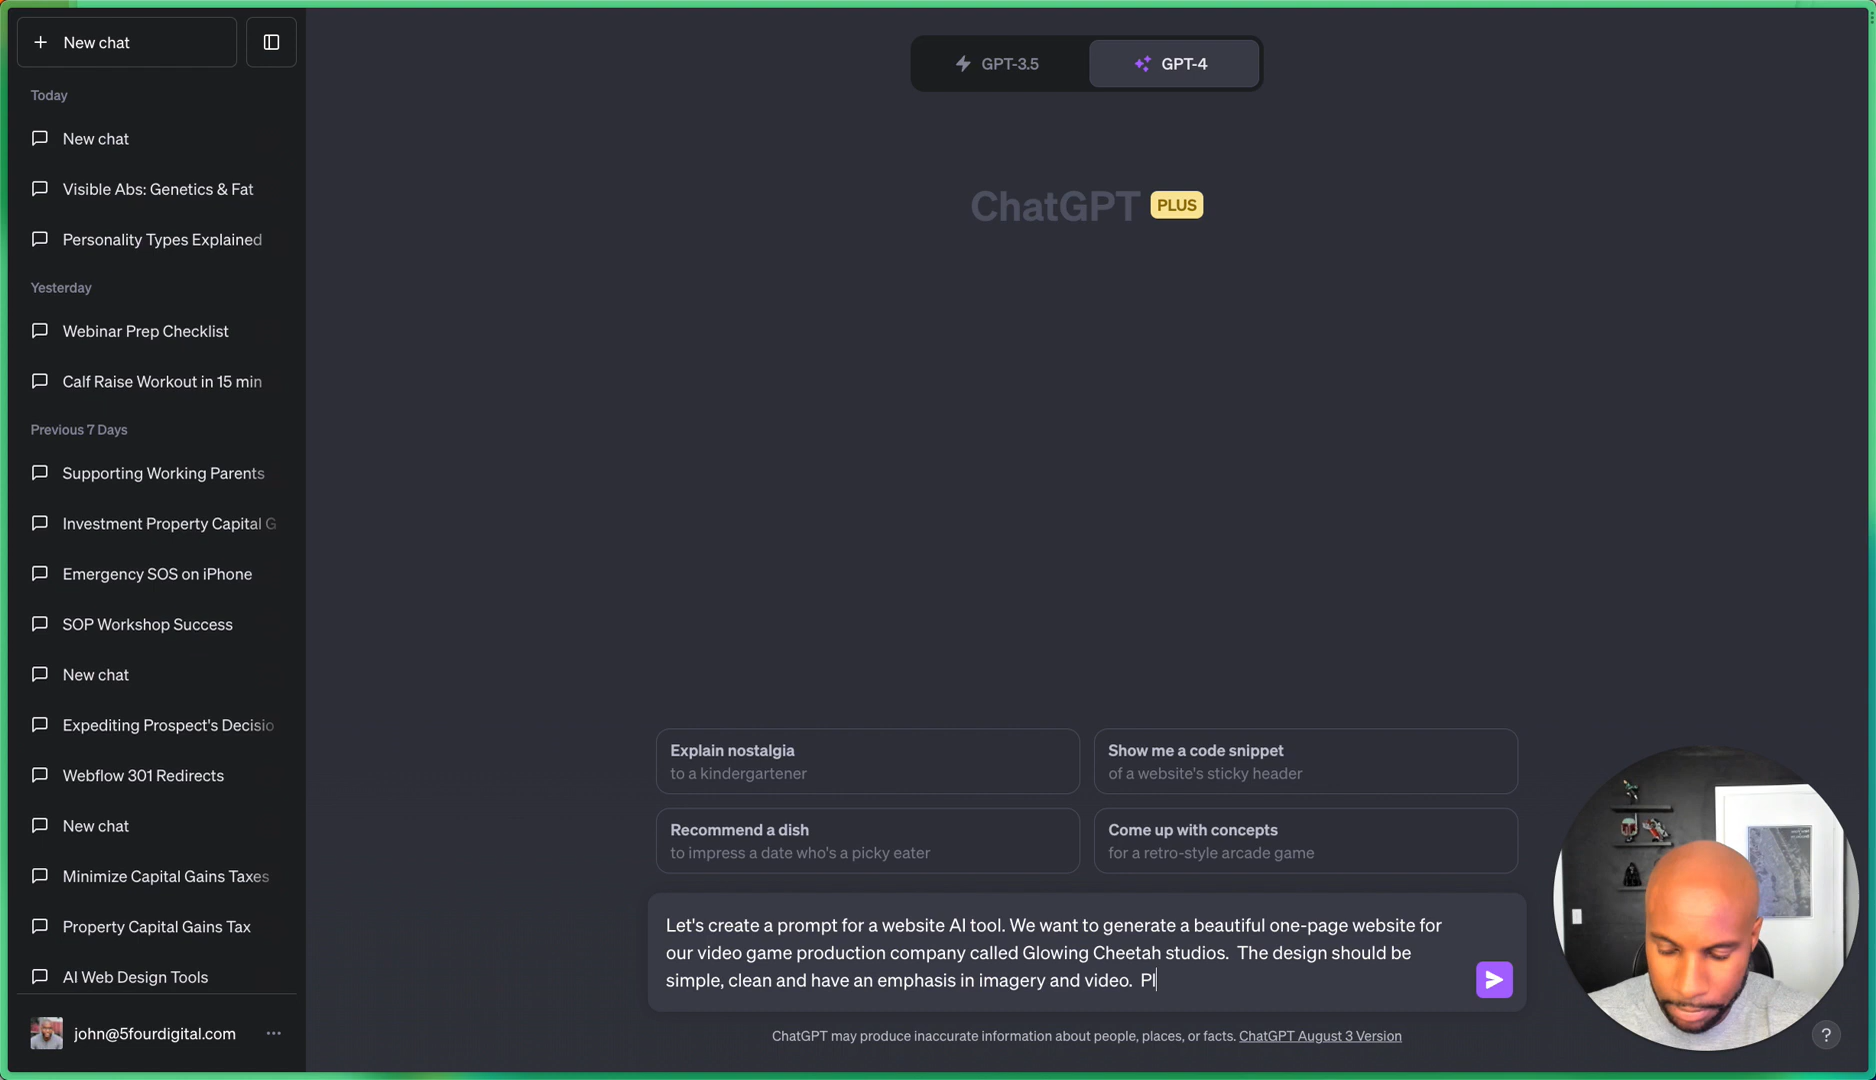 New chat
Today
New chat
Visible Abs: Genetics & Fat
Personality Types Explained
Yesterday
Webinar Prep Checklist
Calf Raise Workout in 15 min
Previous 7 Days
Supporting Working Parents
Investment Property Capital G
Emergency SOS on iPhone
SOP Workshop Success
New chat
Expediting Prospect's Decisio
Webflow 301 Redirects
New chat
Minimize Capital Gains Taxes
Property Capital Gains Tax
AI Web Design Tools
john@5fourdigital.com
GPT-3.5
GPT-4
ChatGPT PLUS
Explain nostalgia
to a kindergartener
Show me a code snippet
of a website's sticky header
Recommend a dish
to impress a date who's a picky eater
Come up with concepts
for a retro-style arcade game
Let's create a prompt for a website AI tool. We want to generate a beautiful one-page website for
our video game production company called Glowing Cheetah studios.  The design should be
simple, clean and have an emphasis in imagery and video.  Pl
ChatGPT may produce inaccurate information about people, places, or facts. ChatGPT August 3 Version
?